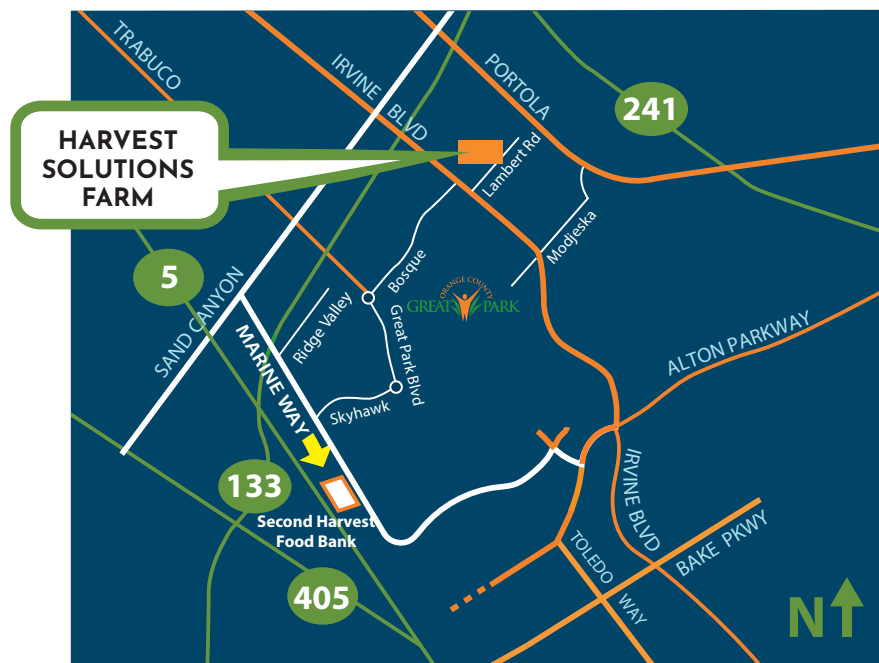 TRABUCO
IRVINE BLVD
PORTOLA
241
HARVEST
SOLUTIONS
FARM
Lambert Rd
Modjeska
5
SAND CANYON
Bosque
ORANGE COUNTY
GREAT PARK
Ridge Valley
Great Park Blvd
MARINE WAY
ALTON PARKWAY
Skyhawk
133
Second Harvest
Food Bank
IRVINE BLVD
BAKE PKWY
TOLEDO WAY
405
N